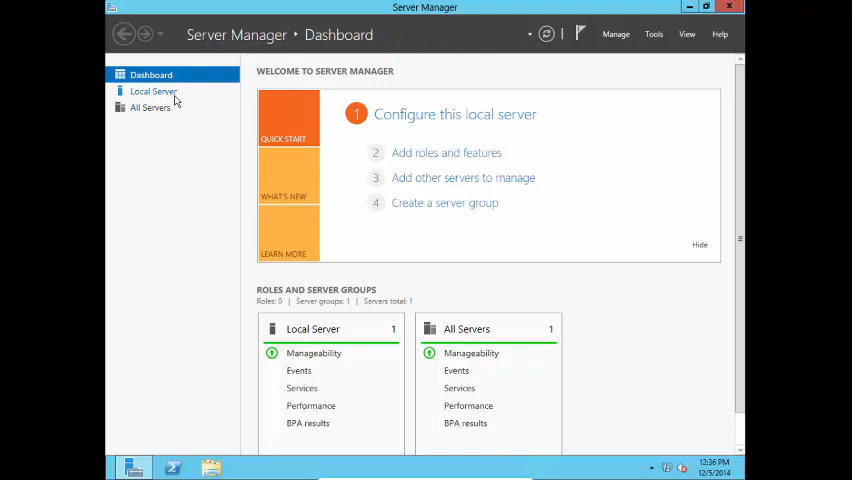 Server Manager
Server Manager ‣ Dashboard
Manage Tools View Help
Dashboard
Local Server
All Servers
WELCOME TO SERVER MANAGER
QUICK START
WHAT'S NEW
LEARN MORE
1 Configure this local server
2 Add roles and features
3 Add other servers to manage
4 Create a server group
Hide
ROLES AND SERVER GROUPS
Roles: 0 | Server groups: 1 | Servers total: 1
Local Server 1
Manageability
Events
Services
Performance
BPA results
All Servers 1
Manageability
Events
Services
Performance
BPA results
12:36 PM
12/5/2014